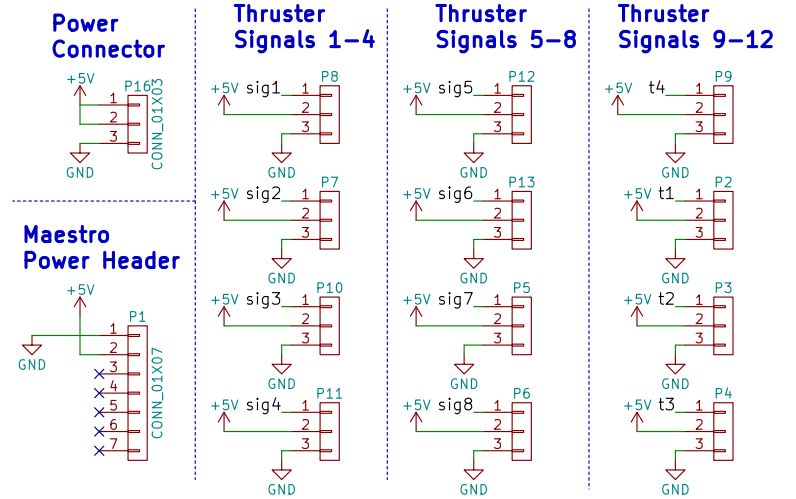 Power
Connector
+5V
P16
1
2
3
CONN_01X03
GND
Maestro
Power Header
+5V
P1
1
2
3
4
5
6
7
CONN_01X07
GND
Thruster
Signals 1-4
+5V sig1
P8
1
2
3
GND
+5V sig2
P7
1
2
3
GND
+5V sig3
P10
1
2
3
GND
+5V sig4
P11
1
2
3
GND
Thruster
Signals 5-8
+5V sig5
P12
1
2
3
GND
+5V sig6
P13
1
2
3
GND
+5V sig7
P5
1
2
3
GND
+5V sig8
P6
1
2
3
GND
Thruster
Signals 9-12
+5V t4
P9
1
2
3
GND
+5V t1
P2
1
2
3
GND
+5V t2
P3
1
2
3
GND
+5V t3
P4
1
2
3
GND